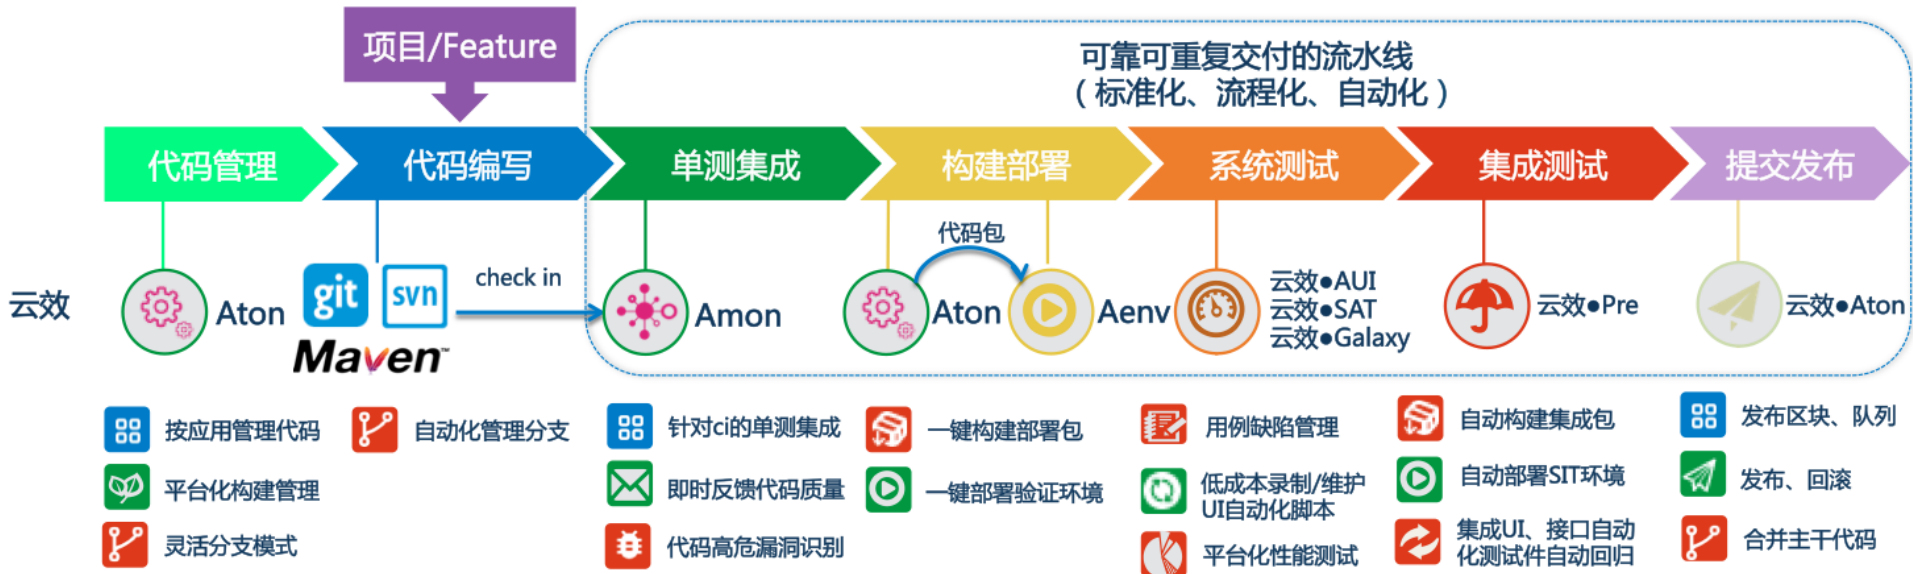 项目/Feature
可靠可重复交付的流水线
（标准化、流程化、自动化）
代码管理
代码编写
单测集成
构建部署
系统测试
集成测试
提交发布
云效
Aton
git
svn
Maven™
check in
Amon
代码包
Aton
Aenv
云效●AUI
云效●SAT
云效●Galaxy
云效●Pre
云效●Aton
按应用管理代码
平台化构建管理
灵活分支模式
自动化管理分支
针对ci的单测集成
即时反馈代码质量
代码高危漏洞识别
一键构建部署包
一键部署验证环境
用例缺陷管理
低成本录制/维护
UI自动化脚本
平台化性能测试
自动构建集成包
自动部署SIT环境
集成UI、接口自动
化测试件自动回归
发布区块、队列
发布、回滚
合并主干代码